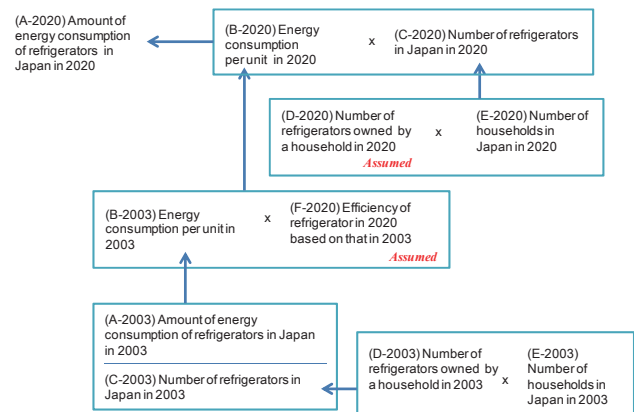 (A-2020) Amount of
energy consumption
of refrigerators in
Japan in 2020
(B-2020) Energy
consumption
per unit in 2020
x
(C-2020) Number of refrigerators
in Japan in 2020
(D-2020) Number of
refrigerators owned by
a household in 2020
Assumed
x
(E-2020) Number of
households in
Japan in 2020
(B-2003) Energy
consumption per unit in
2003
x
(F-2020) Efficiency of
refrigerator in 2020
based on that in 2003
Assumed
(A-2003) Amount of energy
consumption of refrigerators in Japan
in 2003
(C-2003) Number of refrigerators in
Japan in 2003
(D-2003) Number of
refrigerators owned by
a household in 2003
x
(E-2003)
Number of
households in
Japan in 2003